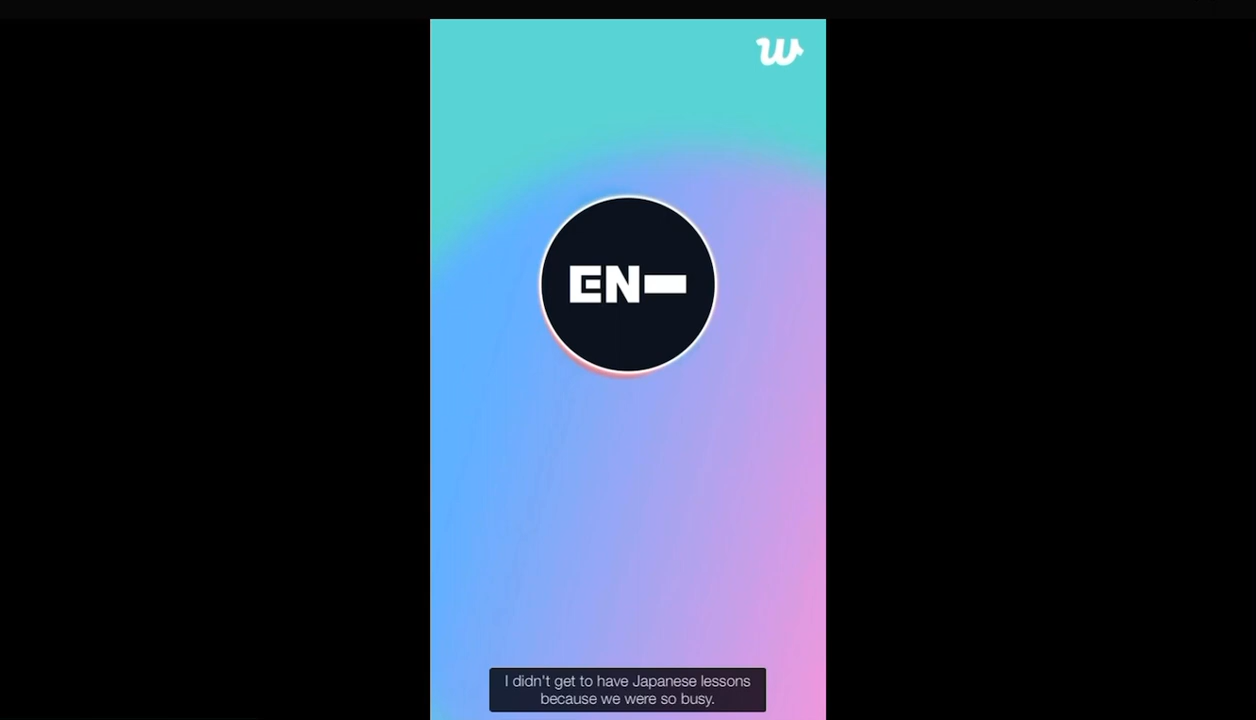 w
EN-
I didn't get to have Japanese lessons
because we were so busy.